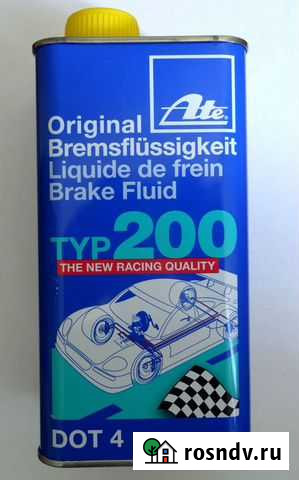 Ate
Original
Bremsflüssigkeit
Liquide de frein
Brake Fluid
TYP 200
THE NEW RACING QUALITY
DOT 4
rosndv.ru